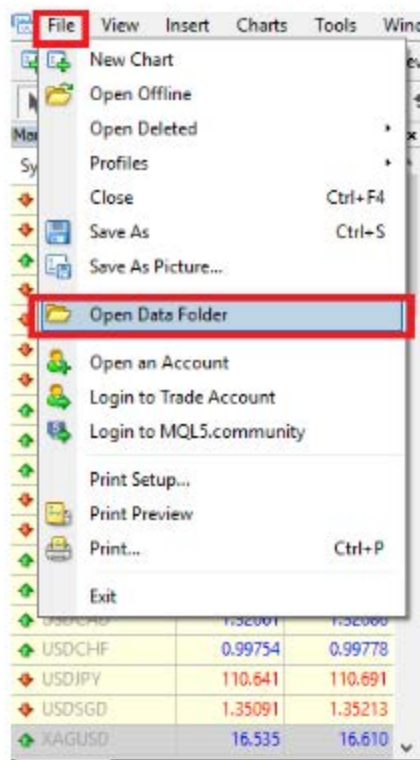 File View Insert Charts Tools
New Chart
Open Offline
Open Deleted
Profiles
Close Ctrl+F4
Save As Ctrl+S
Save As Picture...
Open Data Folder
Open an Account
Login to Trade Account
Login to MQL5.community
Print Setup...
Print Preview
Print... Ctrl+P
Exit
USDCHF 0.99754 0.99778
USDJPY 110.641 110.691
USDSGD 1.35091 1.35213
XAGUSD 16.535 16.610